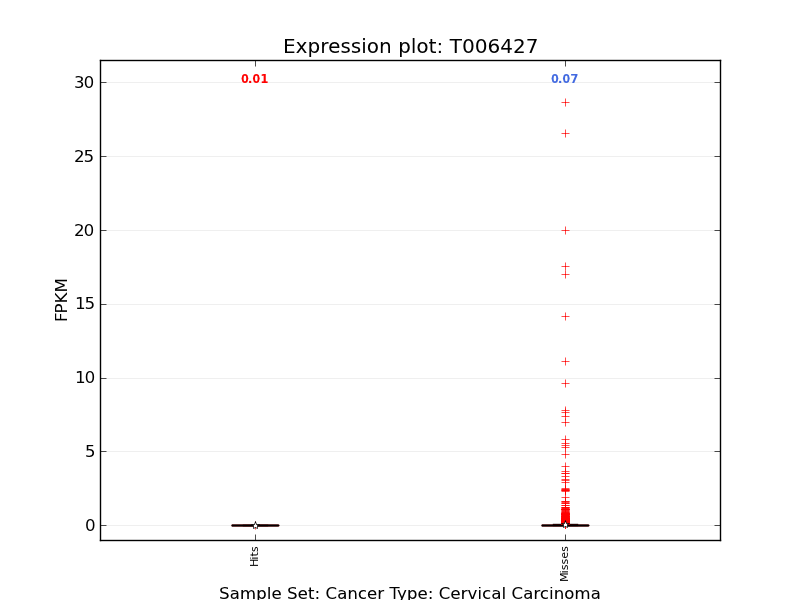 Expression plot: T006427
0.01
0.07
30
25
20
15
10
5
0
FPKM
Hits
Misses
Sample Set: Cancer Type: Cervical Carcinoma